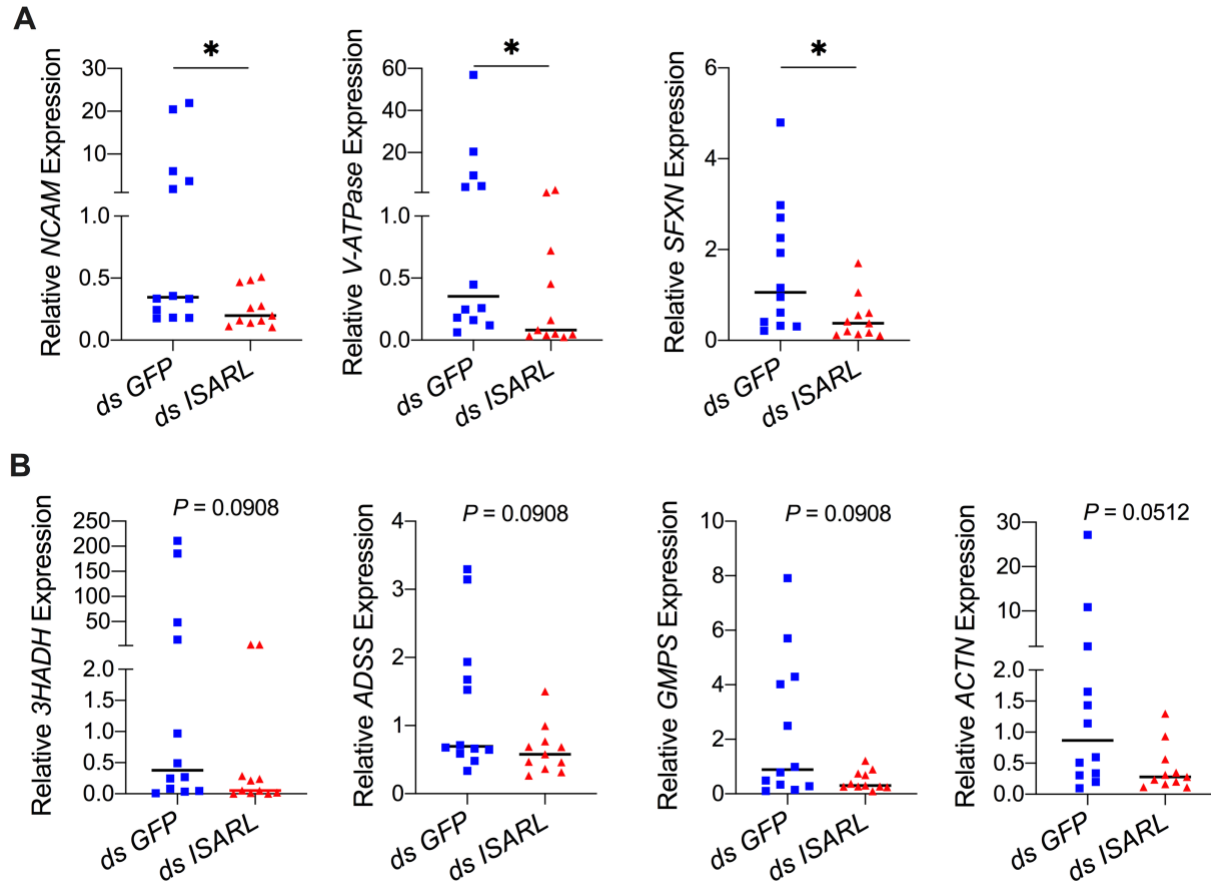 A
* * *
Relative NCAM Expression
30
20
10
1.0
0.5
0.0
ds GFP
ds ISARL
Relative V-ATPase Expression
60
40
20
1.0
0.5
0.0
ds GFP
ds ISARL
Relative SFXN Expression
6
4
2
0
ds GFP
ds ISARL
B
P = 0.0908
Relative 3HADH Expression
250
200
150
100
50
2.0
1.5
1.0
0.5
0.0
ds GFP
ds ISARL
P = 0.0908
Relative ADSS Expression
4
3
2
1
0
ds GFP
ds ISARL
P = 0.0908
Relative GMPS Expression
10
8
6
4
2
0
ds GFP
ds ISARL
P = 0.0512
Relative ACTN Expression
30
20
10
2.0
1.5
1.0
0.5
0.0
ds GFP
ds ISARL